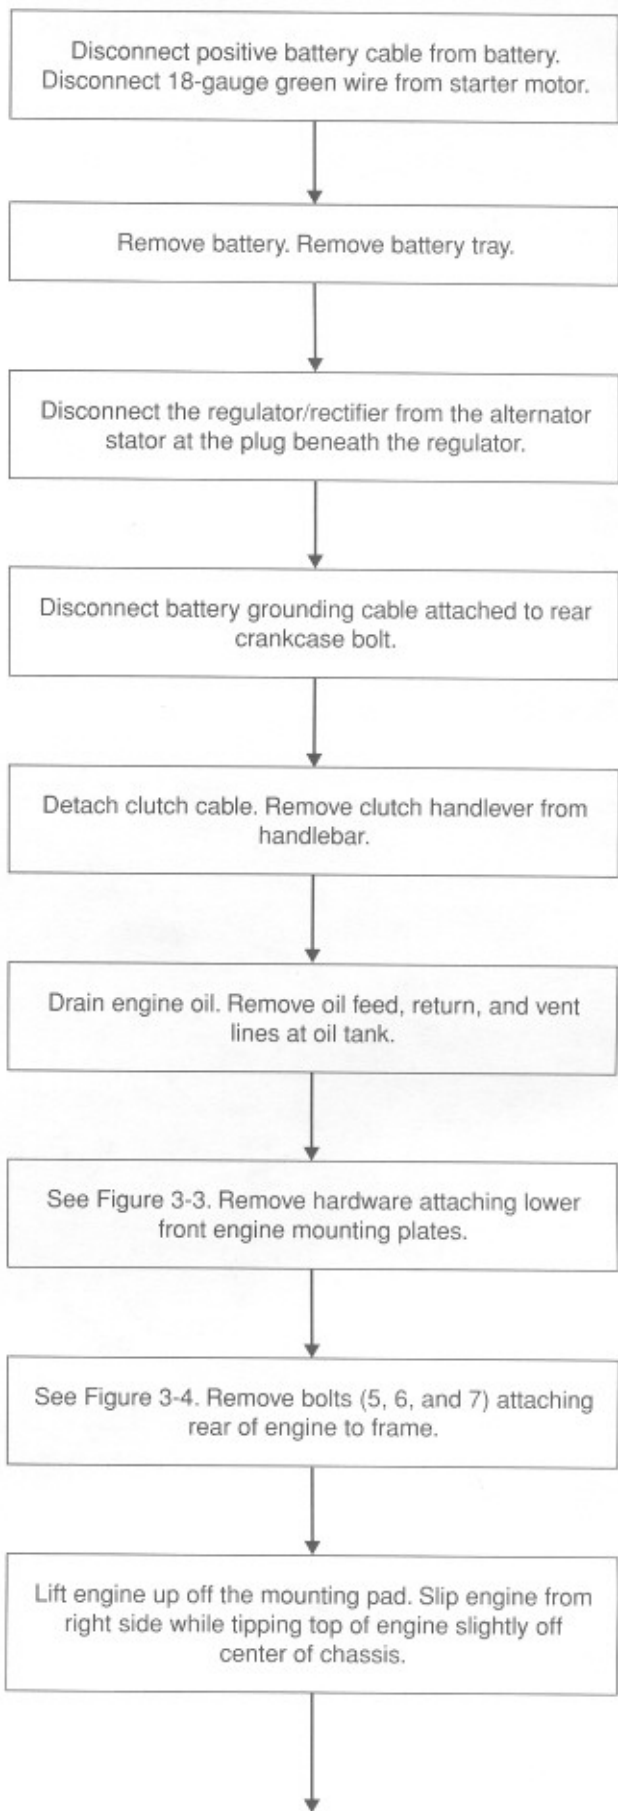 Disconnect positive battery cable from battery.
Disconnect 18-gauge green wire from starter motor.
Remove battery. Remove battery tray.
Disconnect the regulator/rectifier from the alternator
stator at the plug beneath the regulator.
Disconnect battery grounding cable attached to rear
crankcase bolt.
Detach clutch cable. Remove clutch handlever from
handlebar.
Drain engine oil. Remove oil feed, return, and vent
lines at oil tank.
See Figure 3-3. Remove hardware attaching lower
front engine mounting plates.
See Figure 3-4. Remove bolts (5, 6, and 7) attaching
rear of engine to frame.
Lift engine up off the mounting pad. Slip engine from
right side while tipping top of engine slightly off
center of chassis.